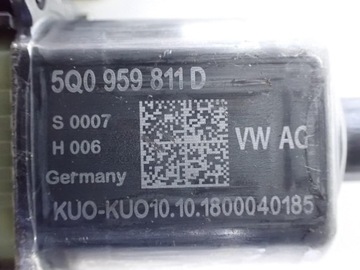 5Q0 959 811 D
S 0007
H 006
VW AG
Germany
KUO-KUO10.10.1800040185